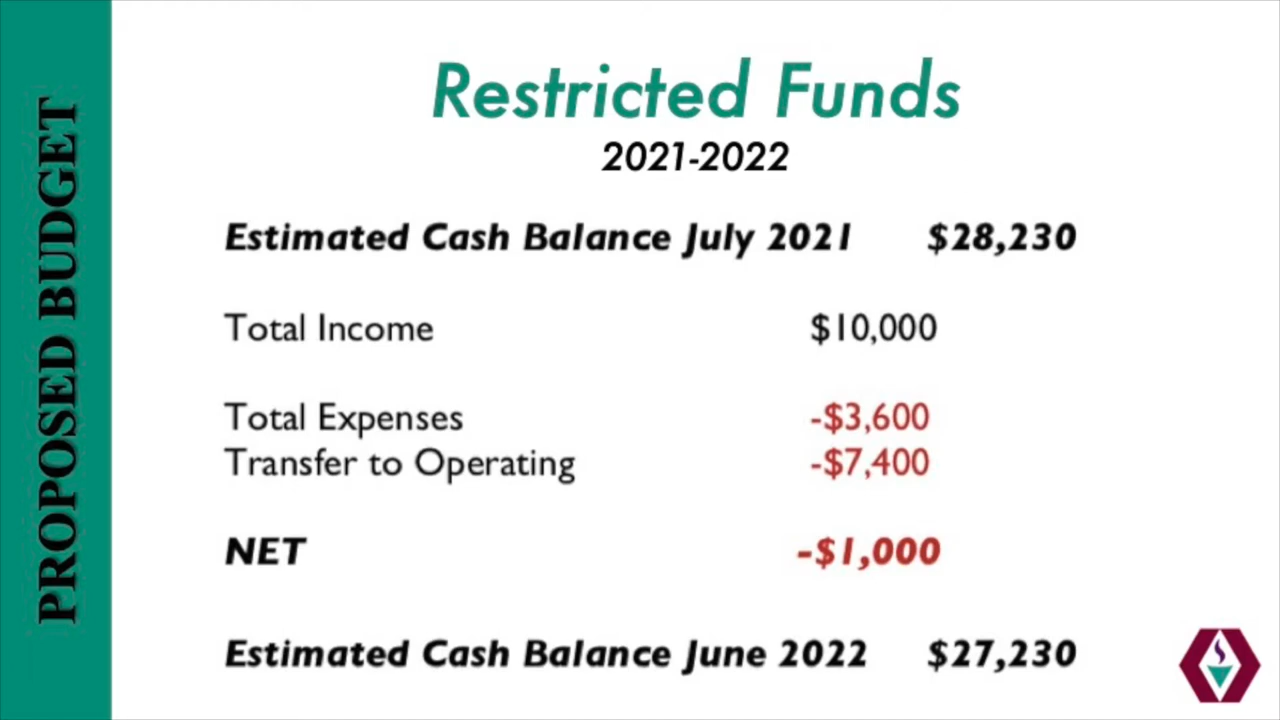 PROPOSED BUDGET
Restricted Funds
2021-2022
Estimated Cash Balance July 2021 $28,230
Total Income $10,000
Total Expenses -$3,600
Transfer to Operating -$7,400
NET -$1,000
Estimated Cash Balance June 2022 $27,230